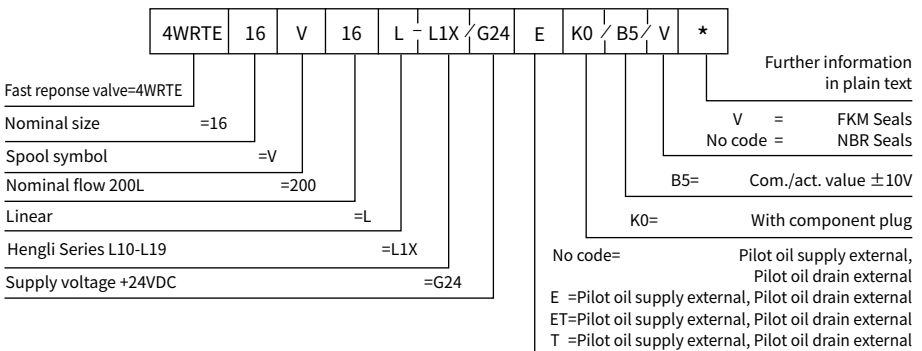 4WRTE 16 V 16 L - L1X / G24 E K0 / B5 / V *
Fast reponse valve=4WRTE
Nominal size =16
Spool symbol =V
Nominal flow 200L =200
Linear =L
Hengli Series L10-L19 =L1X
Supply voltage +24VDC =G24
Further information
in plain text
V = FKM Seals
No code = NBR Seals
B5= Com./act. value ±10V
K0= With component plug
No code= Pilot oil supply external,
Pilot oil drain external
E =Pilot oil supply external, Pilot oil drain external
ET=Pilot oil supply external, Pilot oil drain external
T =Pilot oil supply external, Pilot oil drain external